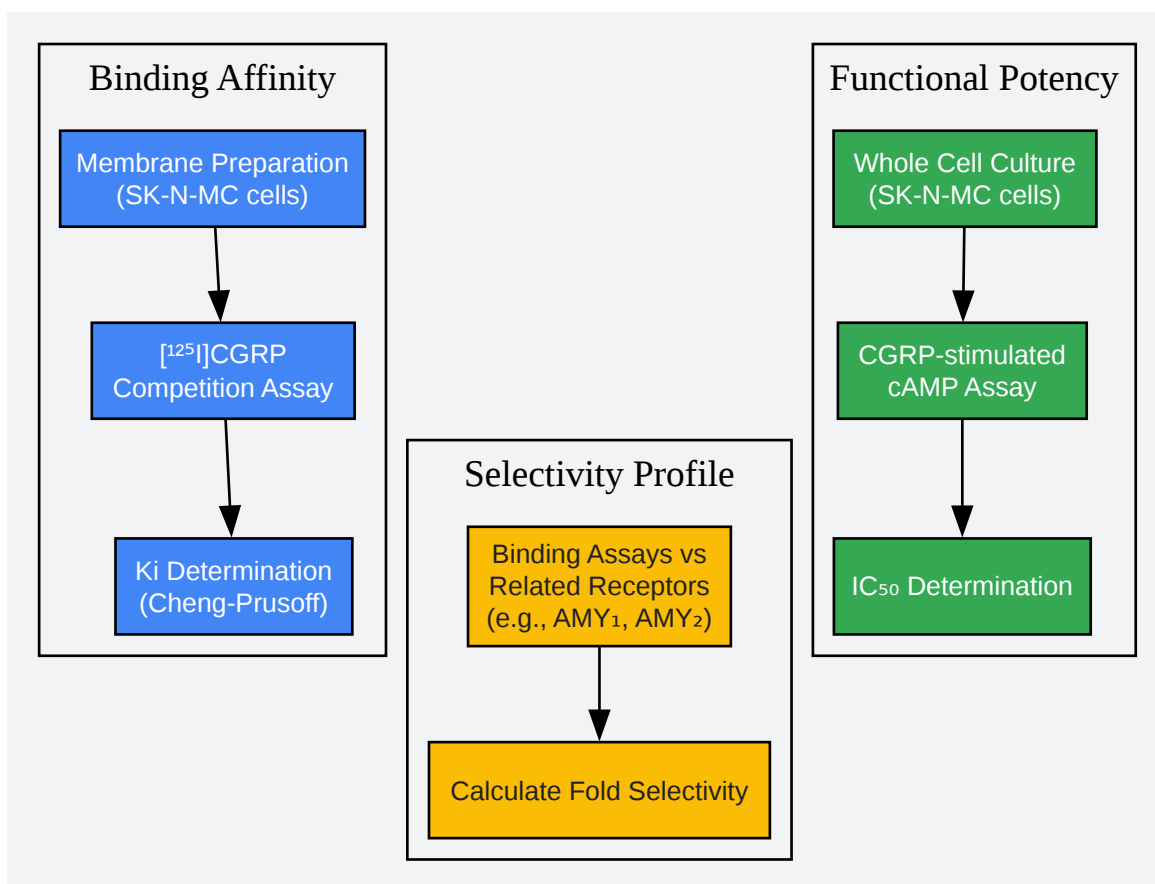 Binding Affinity
Membrane Preparation
(SK-N-MC cells)
[¹²⁵I]CGRP
Competition Assay
Ki Determination
(Cheng-Prusoff)
Selectivity Profile
Binding Assays vs
Related Receptors
(e.g., AMY₁, AMY₂)
Calculate Fold Selectivity
Functional Potency
Whole Cell Culture
(SK-N-MC cells)
CGRP-stimulated
cAMP Assay
IC₅₀ Determination